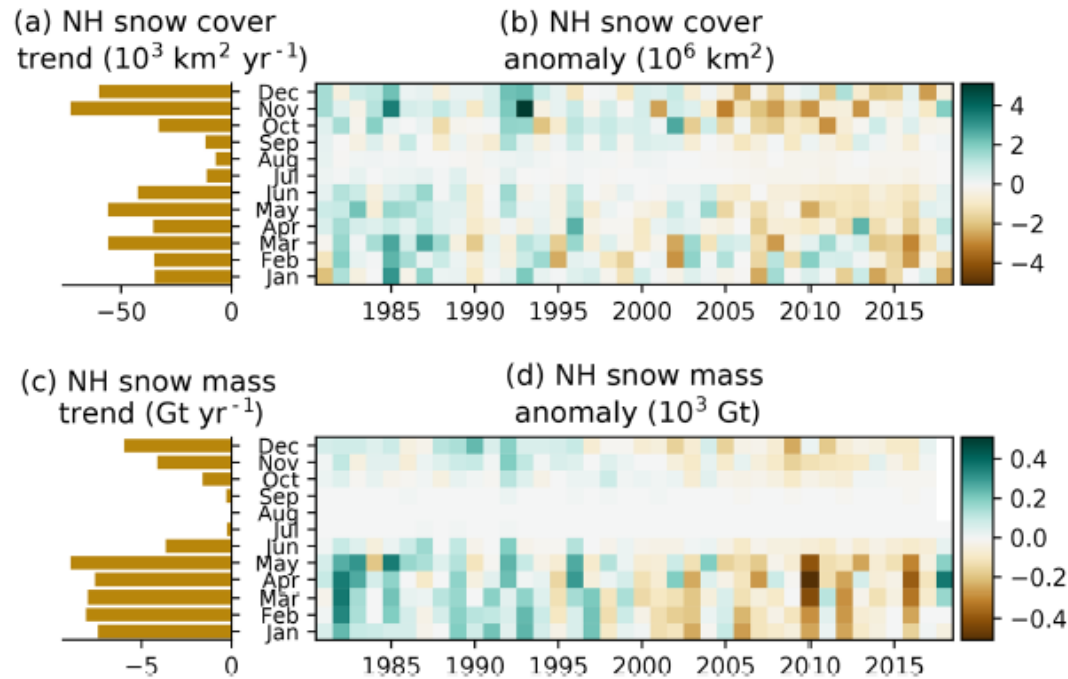 (a) NH snow cover
trend (10³ km² yr⁻¹)
(b) NH snow cover
anomaly (10⁶ km²)
Dec
Nov
Oct
Sep
Aug
Jul
Jun
May
Apr
Mar
Feb
Jan
−50 0
1985 1990 1995 2000 2005 2010 2015
4
2
0
−2
−4
(c) NH snow mass
trend (Gt yr⁻¹)
(d) NH snow mass
anomaly (10³ Gt)
Dec
Nov
Oct
Sep
Aug
Jul
Jun
May
Apr
Mar
Feb
Jan
−5 0
1985 1990 1995 2000 2005 2010 2015
0.4
0.2
0.0
−0.2
−0.4